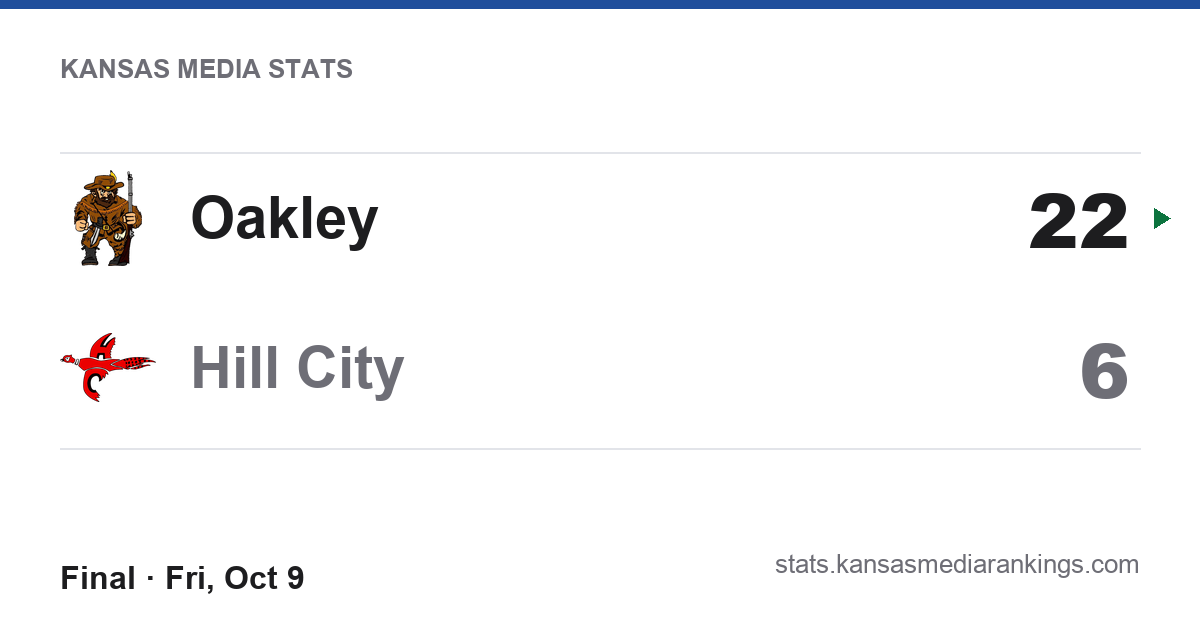 KANSAS MEDIA STATS
Oakley 22
Hill City 6
Final · Fri, Oct 9
stats.kansasmediarankings.com